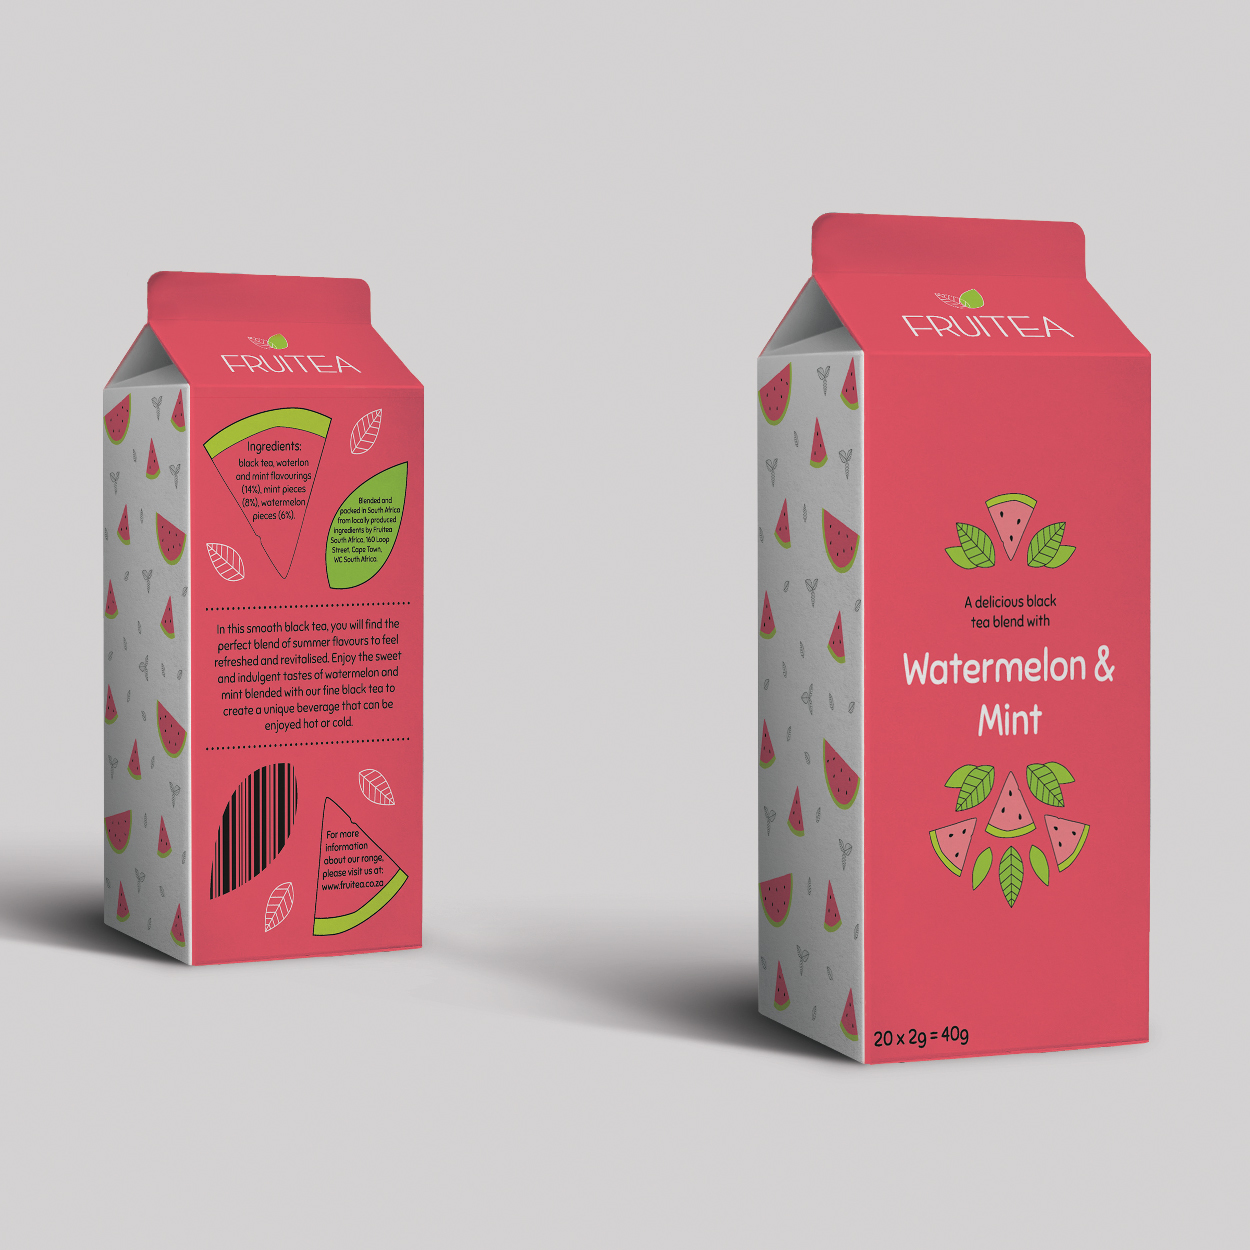 FRUITEA
Ingredients:
black tea, waterlon
and mint flavourings
(14%), mint pieces
(8%), watermelon
pieces (6%).
Blended and
packed in South Africa
from locally produced
ingredients by Fruitea
South Africa, 160 Loop
Street, Cape Town,
WC South Africa.
In this smooth black tea, you will find the
perfect blend of summer flavours to feel
refreshed and revitalised. Enjoy the sweet
and indulgent tastes of watermelon and
mint blended with our fine black tea to
create a unique beverage that can be
enjoyed hot or cold.
For more
information
about our range,
please visit us at:
www.fruitea.co.za
FRUITEA
A delicious black
tea blend with
Watermelon &
Mint
20 x 2g = 40g